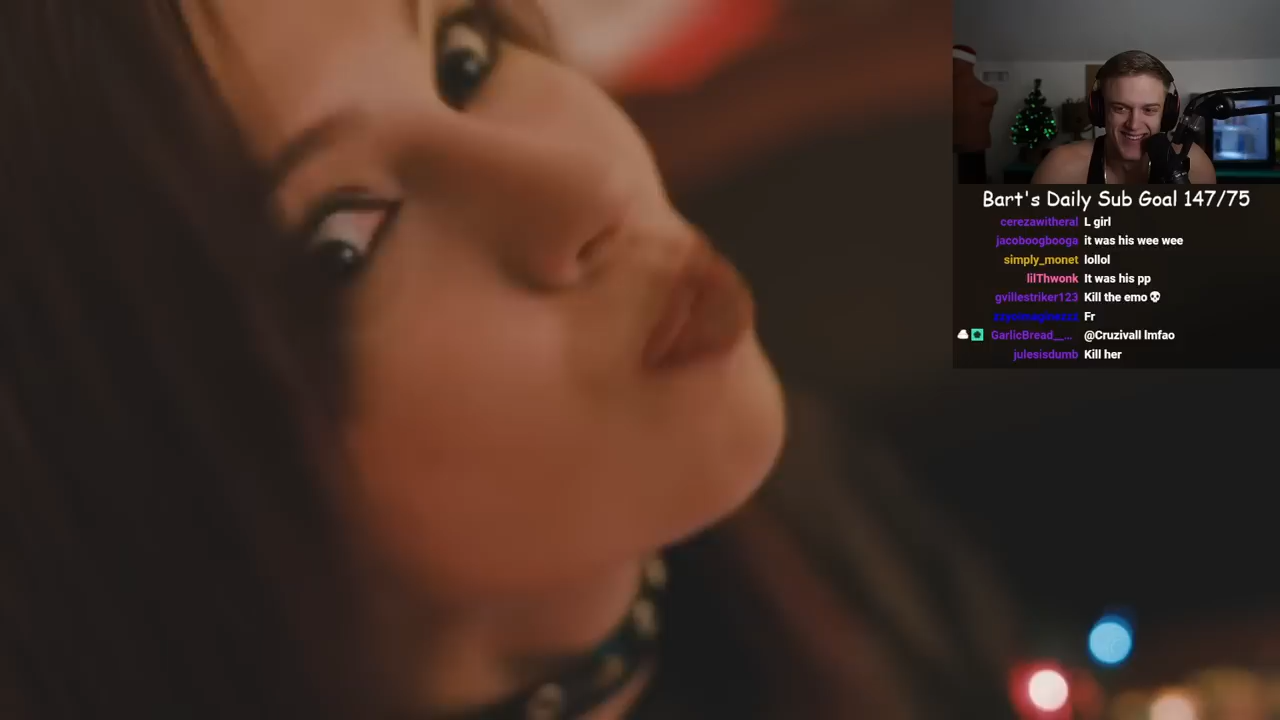 Bart's Daily Sub Goal 147/75
cerezawitheral L girl
jacoboogbooga it was his wee wee
simply_monet lollol
lilThwonk It was his pp
gvillestriker123 Kill the emo💀
Fr
GarlicBread__... @Cruzivall lmfao
julesisdumb Kill her